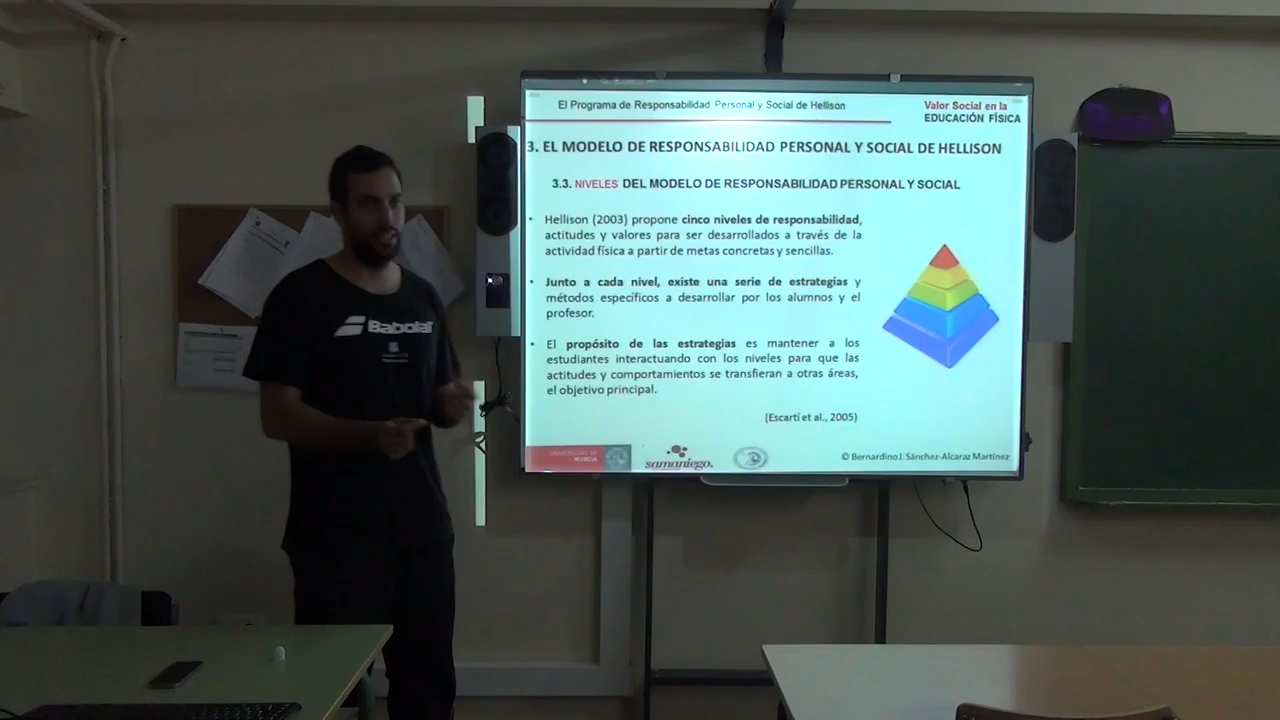 El Programa de Responsabilidad Personal y Social de Hellison
Valor Social en la
EDUCACIÓN FÍSICA
3. EL MODELO DE RESPONSABILIDAD PERSONAL Y SOCIAL DE HELLISON
3.3. NIVELES DEL MODELO DE RESPONSABILIDAD PERSONAL Y SOCIAL
• Hellison (2003) propone cinco niveles de responsabilidad,
actitudes y valores para ser desarrollados a través de la
actividad física a partir de metas concretas y sencillas.
• Junto a cada nivel, existe una serie de estrategias y
métodos específicos a desarrollar por los alumnos y el
profesor.
• El propósito de las estrategias es mantener a los
estudiantes interactuando con los niveles para que las
actitudes y comportamientos se transfieran a otras áreas,
el objetivo principal.
(Escartí et al., 2005)
UNIVERSIDAD DE
MURCIA
samaniego.
© Bernardino J. Sánchez-Alcaraz Martínez
Babolat